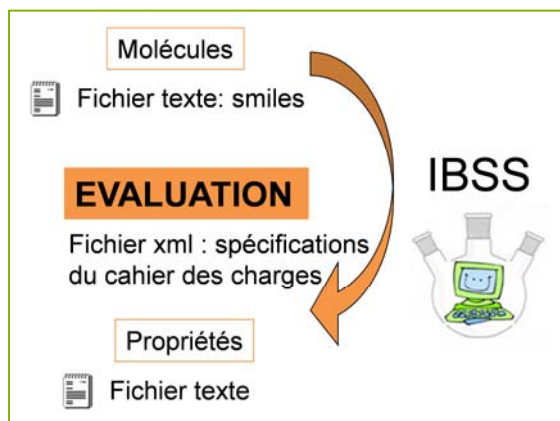 Molécules
Fichier texte: smiles
EVALUATION
IBSS
Fichier xml : spécifications
du cahier des charges
Propriétés
Fichier texte